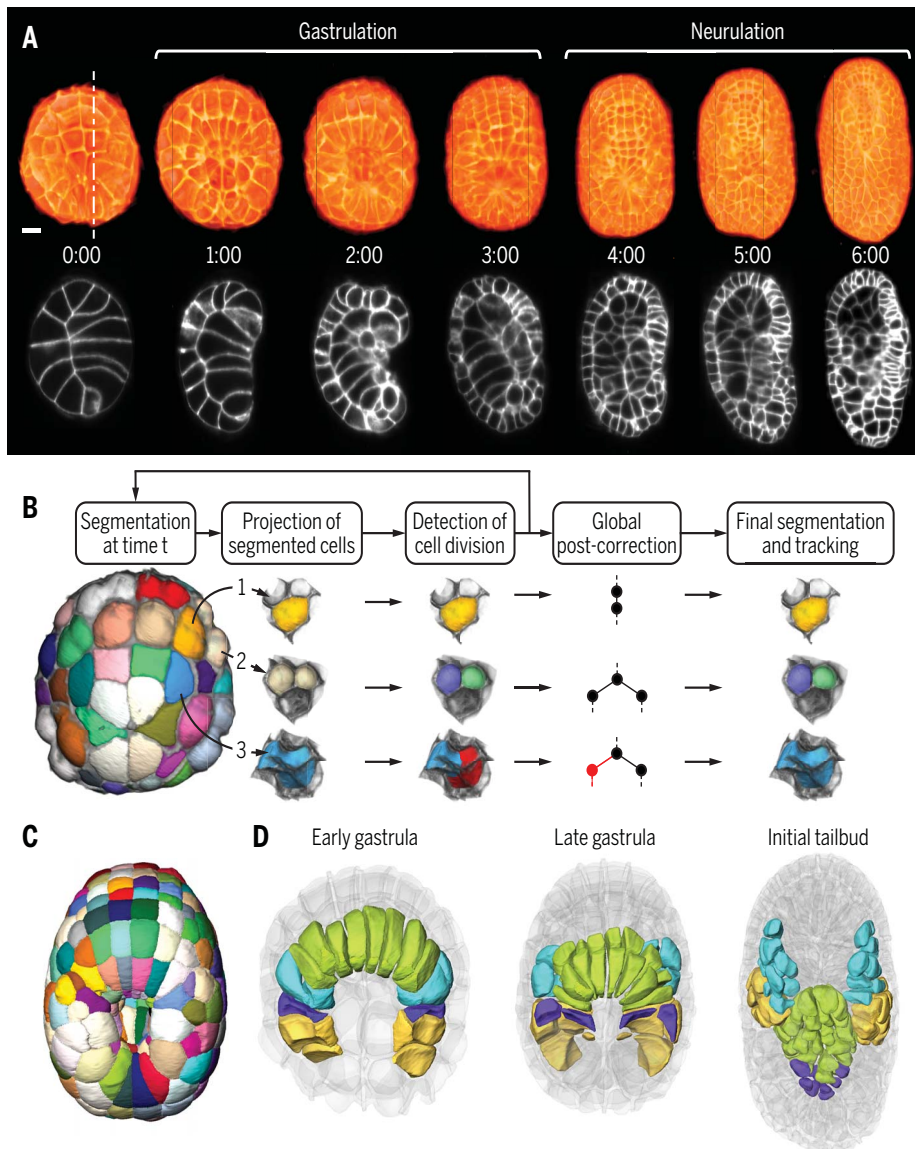 A
Gastrulation
Neurulation
0:00
1:00
2:00
3:00
4:00
5:00
6:00
B
Segmentation
at time t
Projection of
segmented cells
Detection of
cell division
Global
post-correction
Final segmentation
and tracking
1
2
3
C
D
Early gastrula
Late gastrula
Initial tailbud